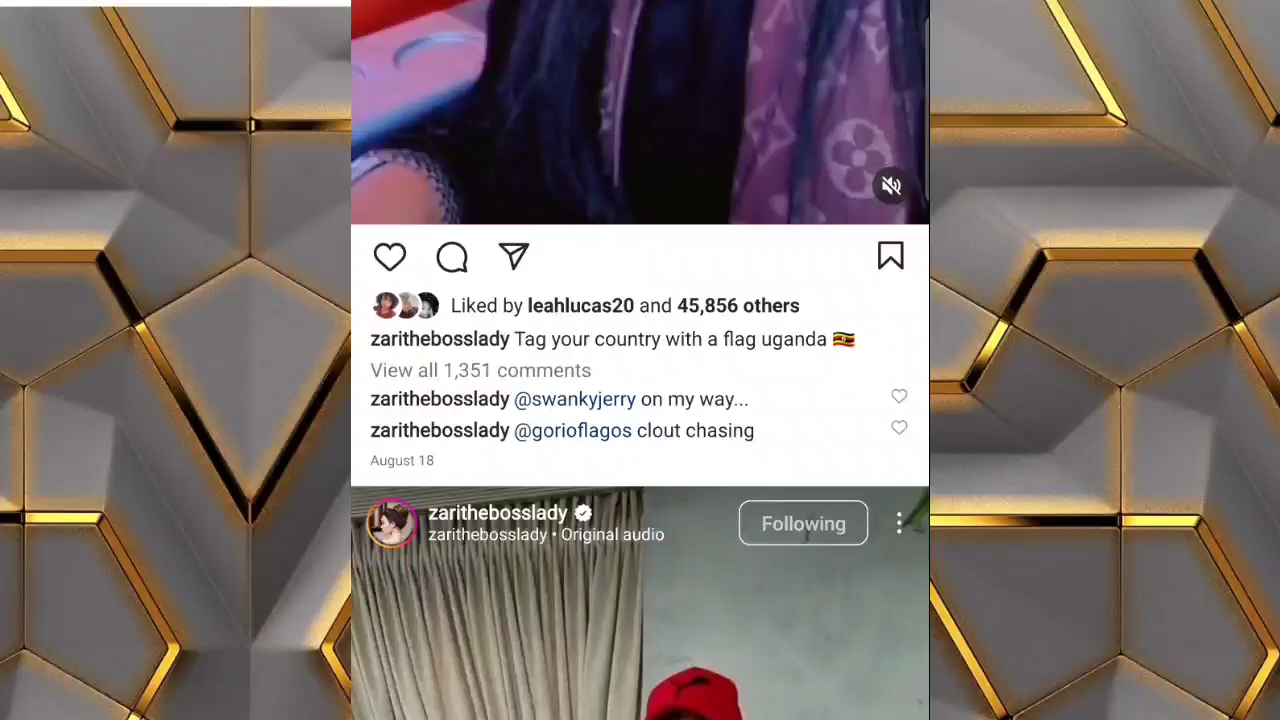 Liked by leahlucas20 and 45,856 others
zarithebosslady Tag your country with a flag uganda 🇺🇬
View all 1,351 comments
zarithebosslady @swankyjerry on my way...
zarithebosslady @gorioflagos clout chasing
August 18
zarithebosslady
Following
zarithebosslady • Original audio